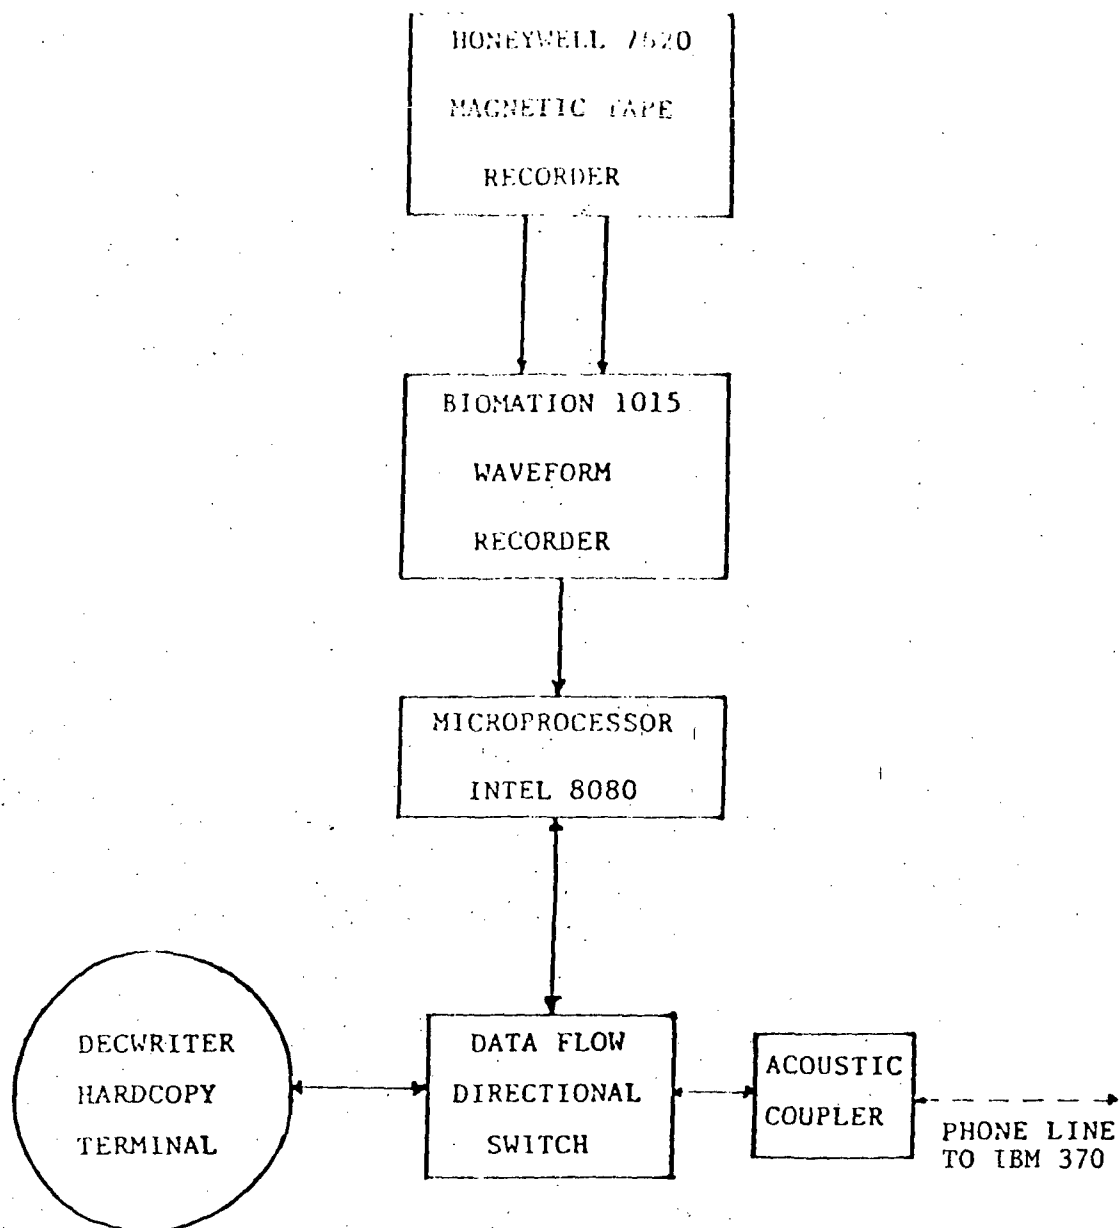 HONEYWELL 7620
MAGNETIC TAPE
RECORDER
BIOMATION 1015
WAVEFORM
RECORDER
MICROPROCESSOR
INTEL 8080
DECWRITER
HARDCOPY
TERMINAL
DATA FLOW
DIRECTIONAL
SWITCH
ACOUSTIC
COUPLER
PHONE LINE
TO IBM 370